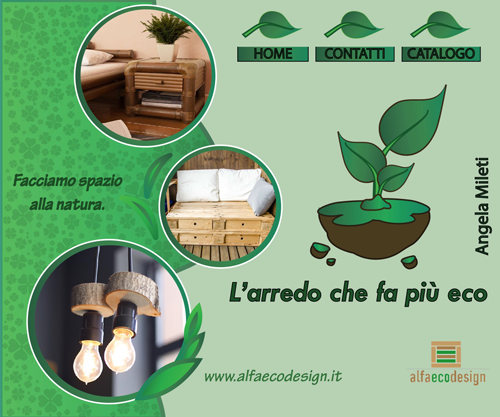 HOME
CONTATTI
CATALOGO
Facciamo spazio
alla natura.
Angela Mileti
L'arredo che fa più eco
www.alfaecodesign.it
alfaecodesign